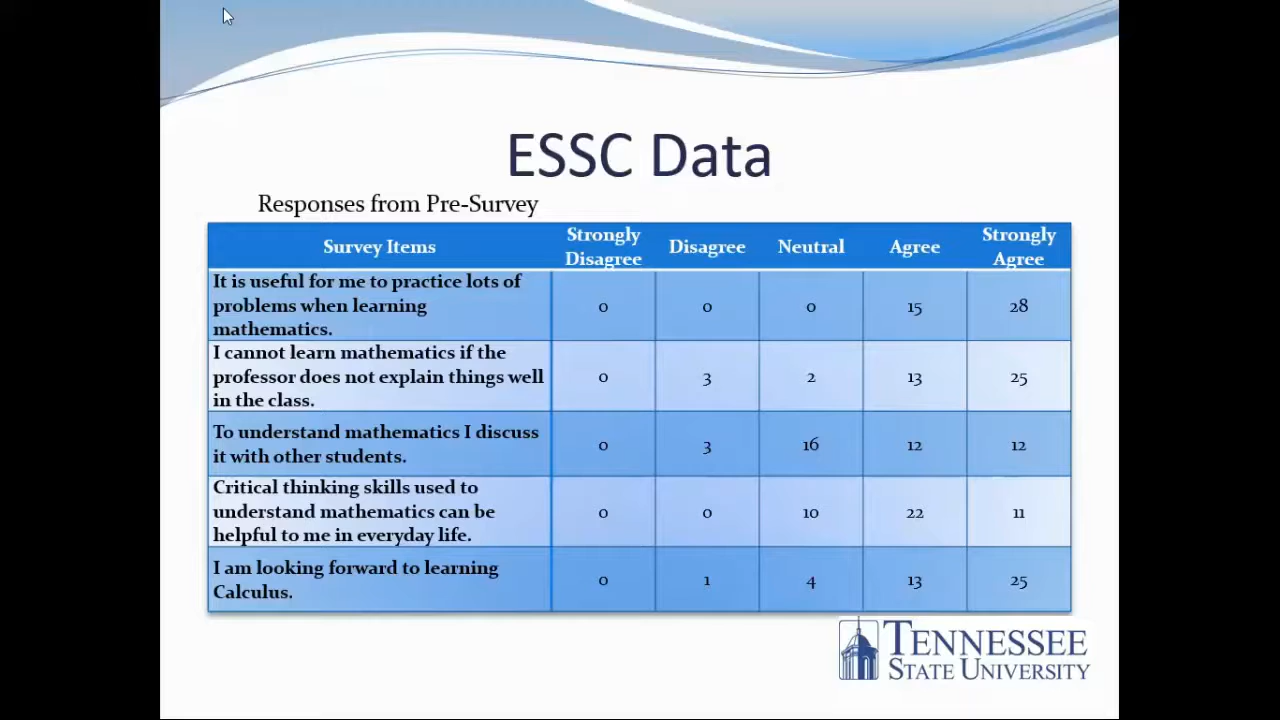 ESSC Data
Responses from Pre-Survey
Survey Items Strongly Disagree Disagree Neutral Agree Strongly Agree
It is useful for me to practice lots of
problems when learning
mathematics.
0 0 0 15 28
I cannot learn mathematics if the
professor does not explain things well
in the class.
0 3 2 13 25
To understand mathematics I discuss
it with other students.
0 3 16 12 12
Critical thinking skills used to
understand mathematics can be
helpful to me in everyday life.
0 0 10 22 11
I am looking forward to learning
Calculus.
0 1 4 13 25
TENNESSEE
STATE UNIVERSITY